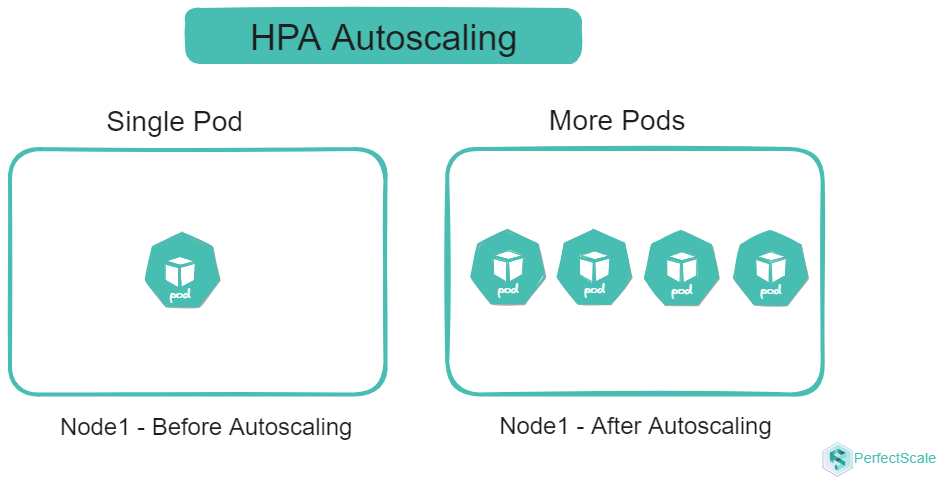 HPA Autoscaling
Single Pod
More Pods
pod
pod
pod
pod
pod
Node1 - Before Autoscaling
Node1 - After Autoscaling
PerfectScale